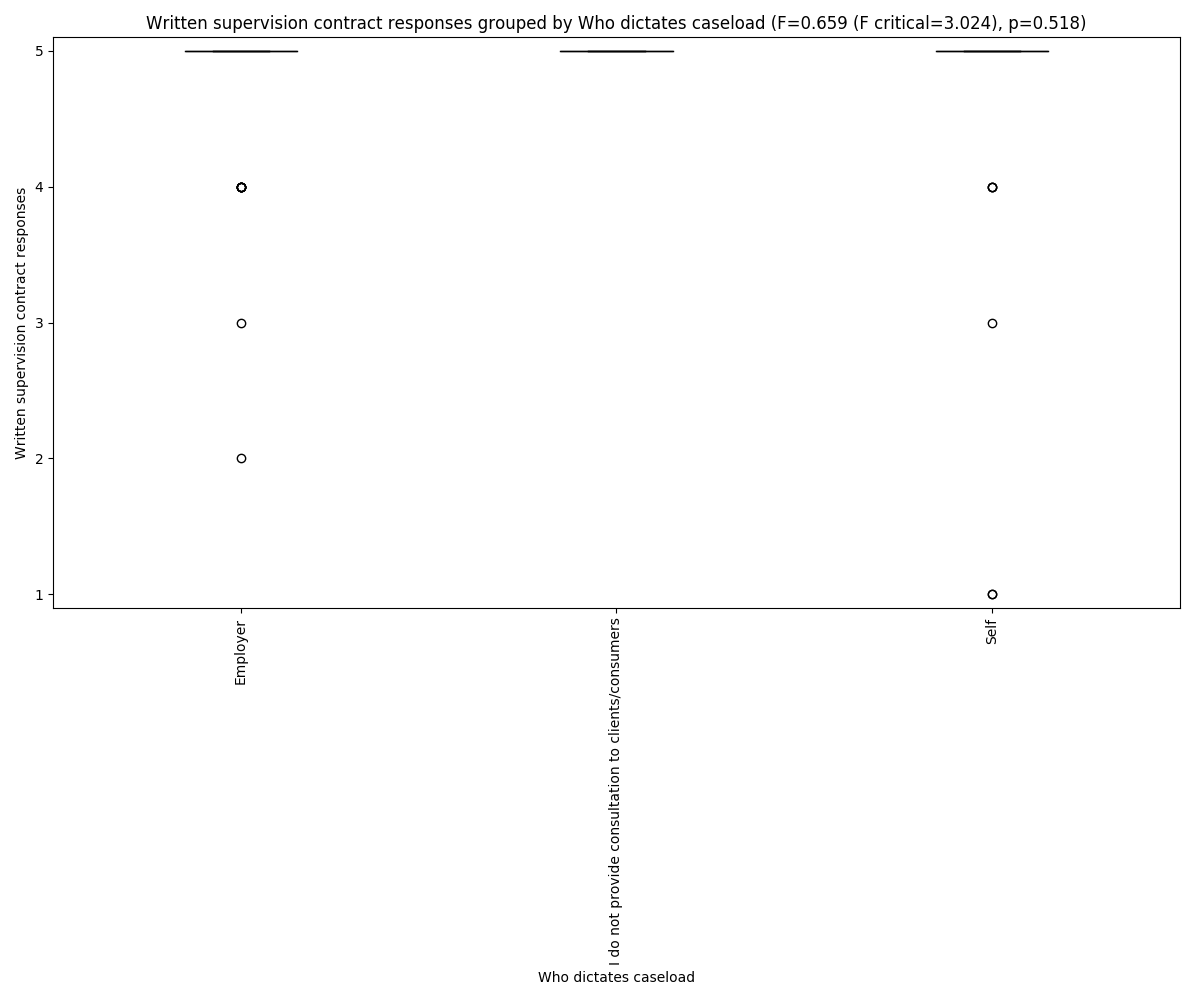 Written supervision contract responses grouped by Who dictates caseload (F=0.659 (F critical=3.024), p=0.518)
Written supervision contract responses
5
4
3
2
1
Employer
I do not provide consultation to clients/consumers
Self
Who dictates caseload